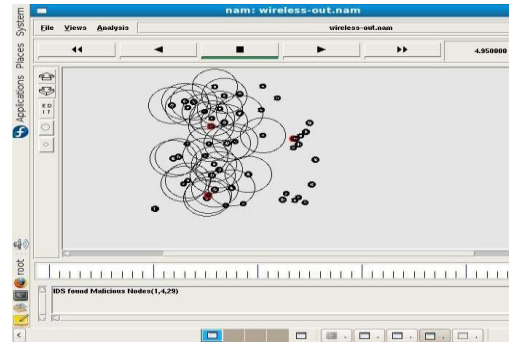 nam: wireless-out.nam
File Views Analysis wireless-out.nam
4.950000
System
Places
Applications
root
E D
I T
IDS found Malicious Nodes(1,4,29)